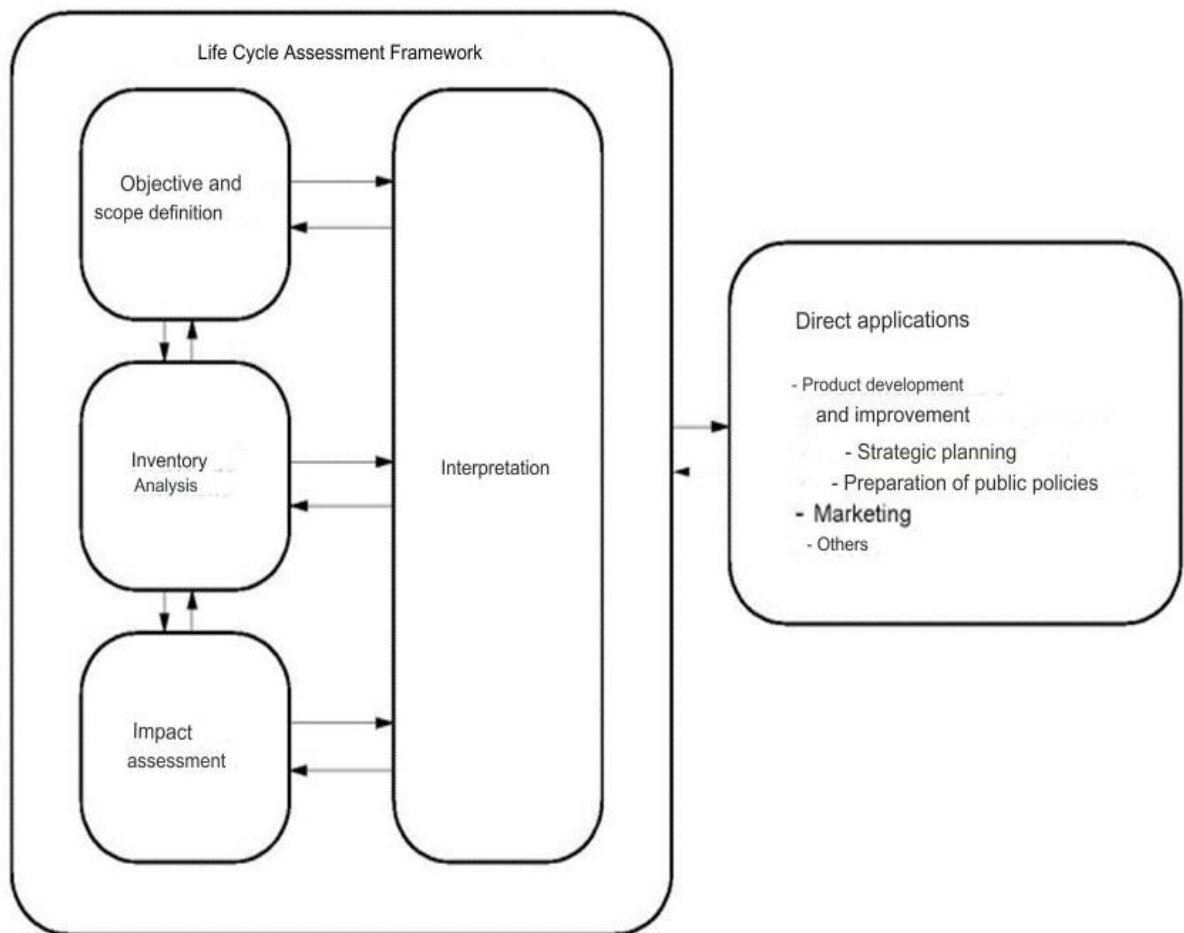 Life Cycle Assessment Framework
Objective and
scope definition
Inventory
Analysis
Impact
assessment
Interpretation
Direct applications
- Product development
and improvement
- Strategic planning
- Preparation of public policies
- Marketing
- Others